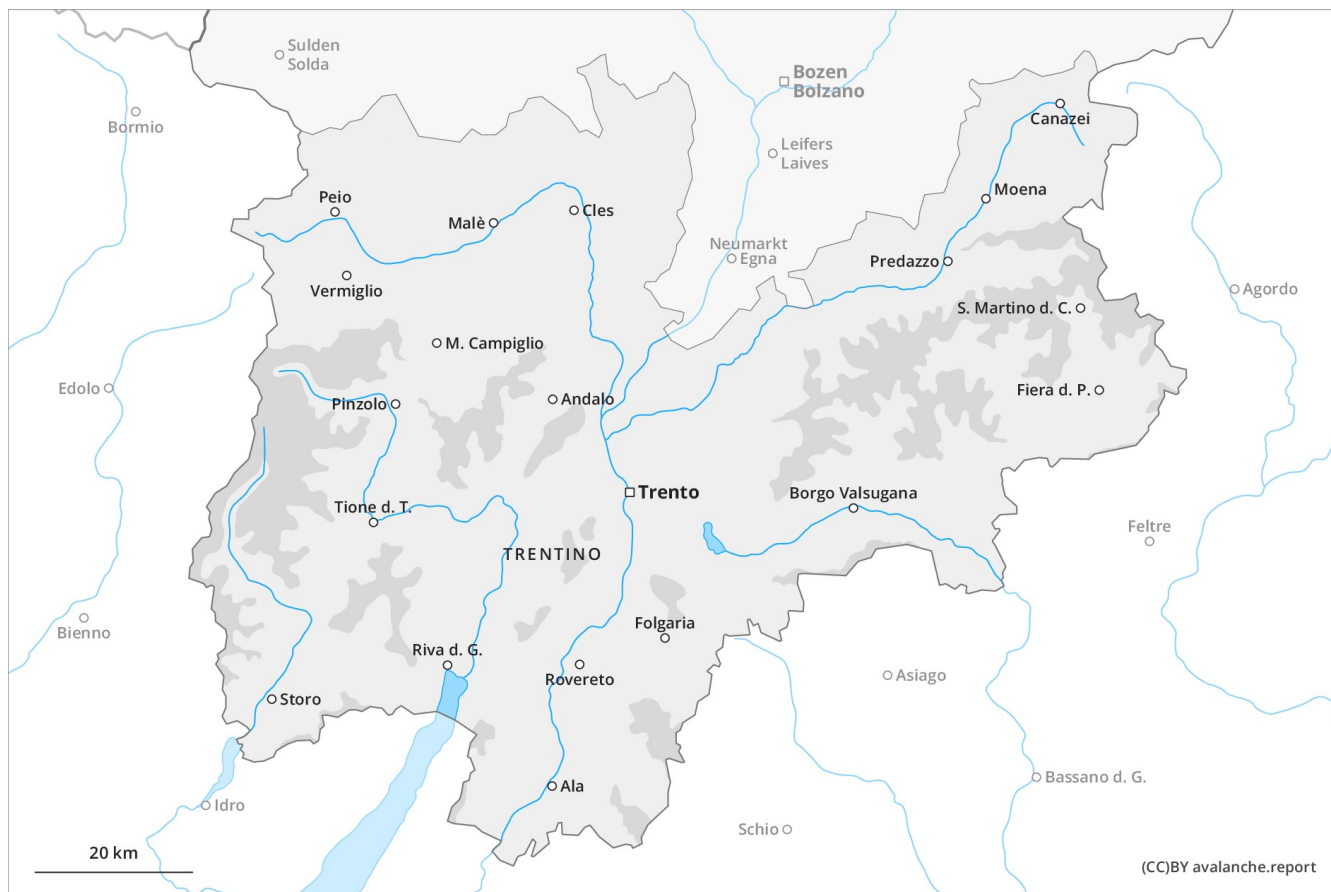 Sulden
Solda
Bozen
Bolzano
Bormio
Canazei
Leifers
Laives
Peio
Malè
Cles
Moena
Neumarkt
Egna
Predazzo
Vermiglio
Agordo
S. Martino d. C.
M. Campiglio
Edolo
Pinzolo
Andalo
Fiera d. P.
Trento
Borgo Valsugana
Tione d. T.
Feltre
TRENTINO
Bienno
Folgaria
Riva d. G.
Rovereto
Asiago
Storo
Bassano d. G.
Ala
Idro
Schio
20 km
(CC)BY avalanche.report